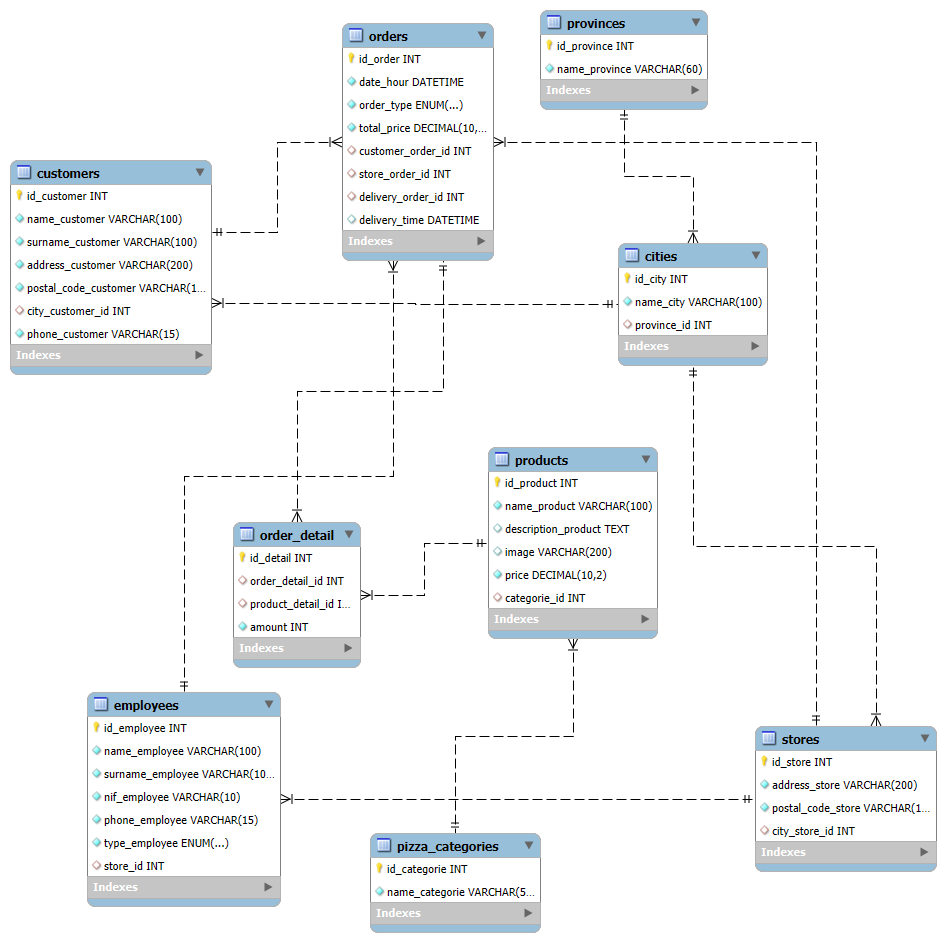 orders
id_order INT
date_hour DATETIME
order_type ENUM(...)
total_price DECIMAL(10,...
customer_order_id INT
store_order_id INT
delivery_order_id INT
delivery_time DATETIME
Indexes
provinces
id_province INT
name_province VARCHAR(60)
Indexes
customers
id_customer INT
name_customer VARCHAR(100)
surname_customer VARCHAR(100)
address_customer VARCHAR(200)
postal_code_customer VARCHAR(1...
city_customer_id INT
phone_customer VARCHAR(15)
Indexes
cities
id_city INT
name_city VARCHAR(100)
province_id INT
Indexes
products
id_product INT
name_product VARCHAR(100)
description_product TEXT
image VARCHAR(200)
price DECIMAL(10,2)
categorie_id INT
Indexes
order_detail
id_detail INT
order_detail_id INT
product_detail_id I...
amount INT
Indexes
employees
id_employee INT
name_employee VARCHAR(100)
surname_employee VARCHAR(10...
nif_employee VARCHAR(10)
phone_employee VARCHAR(15)
type_employee ENUM(...)
store_id INT
Indexes
stores
id_store INT
address_store VARCHAR(200)
postal_code_store VARCHAR(1...
city_store_id INT
Indexes
pizza_categories
id_categorie INT
name_categorie VARCHAR(5...
Indexes